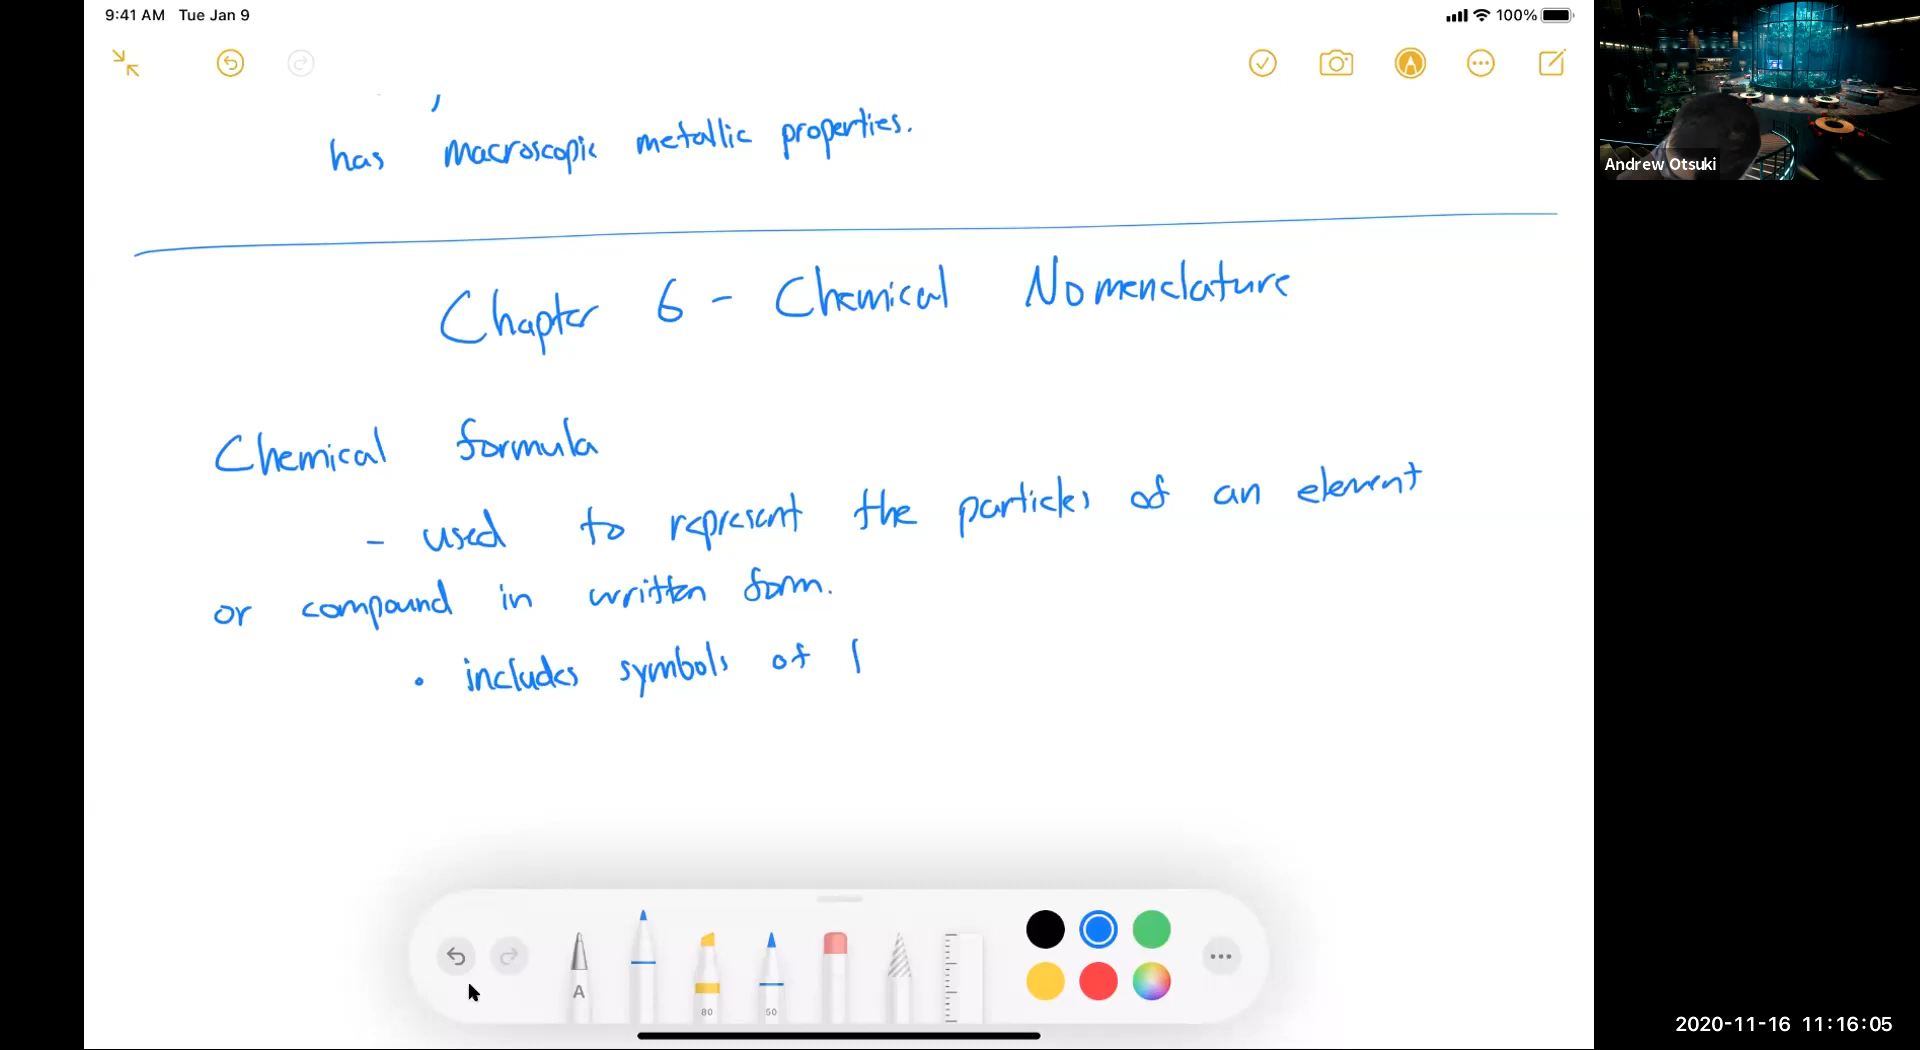 9:41 AM Tue Jan 9
100%
has macroscopic metallic properties.
Andrew Otsuki
Chapter 6 - Chemical Nomenclature
Chemical formula
- used to represent the particles of an element
or compound in written form.
• includes symbols of
A
80
50
2020-11-16 11:16:05